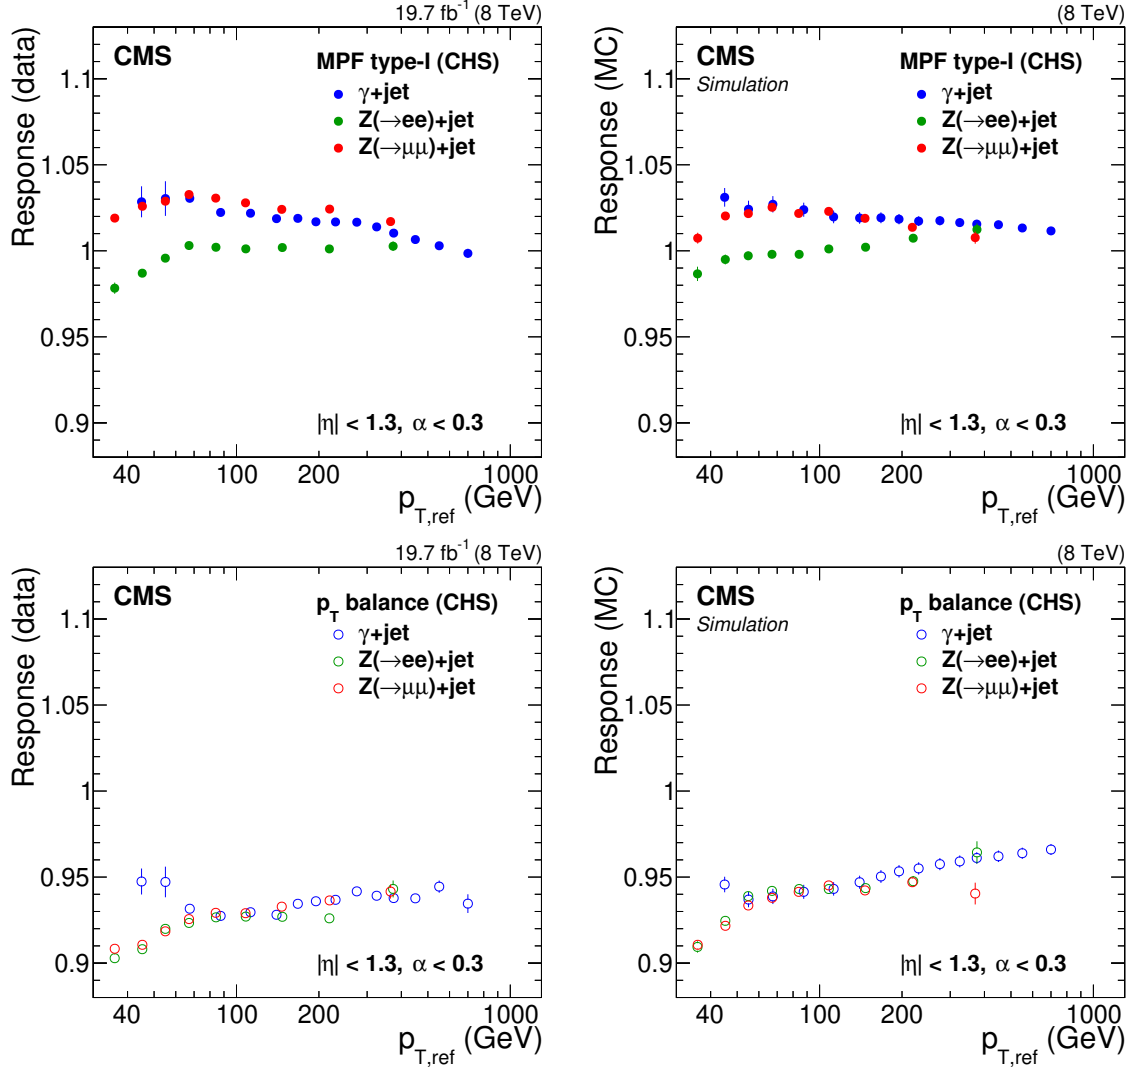 19.7 fb⁻¹ (8 TeV)
CMS
MPF type-I (CHS)
γ+jet
Z(→ee)+jet
Z(→μμ)+jet
Response (data)
1.1
1.05
1
0.95
0.9
|η| < 1.3, α < 0.3
40 100 200 1000
p_T,ref (GeV)
(8 TeV)
CMS
Simulation
MPF type-I (CHS)
γ+jet
Z(→ee)+jet
Z(→μμ)+jet
Response (MC)
1.1
1.05
1
0.95
0.9
|η| < 1.3, α < 0.3
40 100 200 1000
p_T,ref (GeV)
19.7 fb⁻¹ (8 TeV)
CMS
p_T balance (CHS)
γ+jet
Z(→ee)+jet
Z(→μμ)+jet
Response (data)
1.1
1.05
1
0.95
0.9
|η| < 1.3, α < 0.3
40 100 200 1000
p_T,ref (GeV)
(8 TeV)
CMS
Simulation
p_T balance (CHS)
γ+jet
Z(→ee)+jet
Z(→μμ)+jet
Response (MC)
1.1
1.05
1
0.95
0.9
|η| < 1.3, α < 0.3
40 100 200 1000
p_T,ref (GeV)